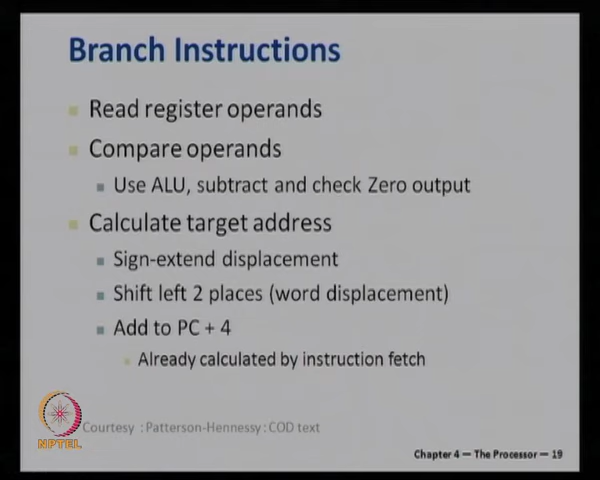 Branch Instructions
Read register operands
Compare operands
Use ALU, subtract and check Zero output
Calculate target address
Sign-extend displacement
Shift left 2 places (word displacement)
Add to PC + 4
Already calculated by instruction fetch
Courtesy : Patterson-Hennessy : COD text
NPTEL
Chapter 4 — The Processor — 19